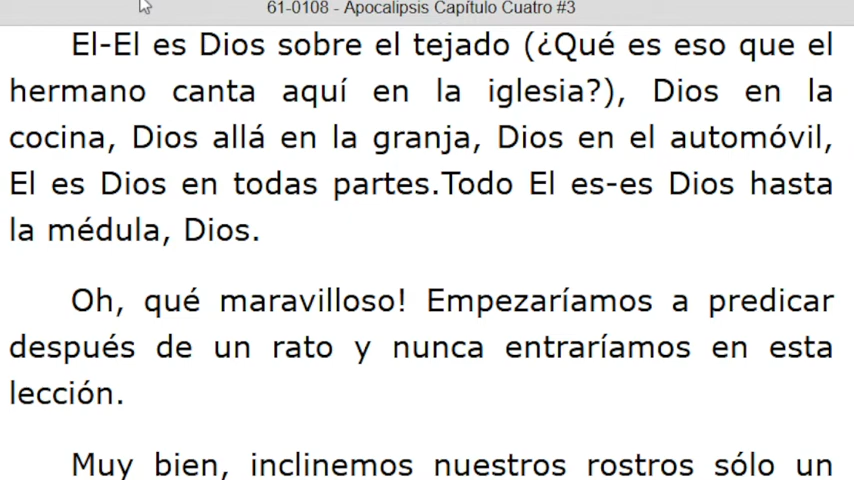 61-0108 - Apocalipsis Capítulo Cuatro #3
El-El es Dios sobre el tejado (¿Qué es eso que el
hermano canta aquí en la iglesia?), Dios en la
cocina, Dios allá en la granja, Dios en el automóvil,
El es Dios en todas partes.Todo El es-es Dios hasta
la médula, Dios.
Oh, qué maravilloso! Empezaríamos a predicar
después de un rato y nunca entraríamos en esta
lección.
Muy bien, inclinemos nuestros rostros sólo un